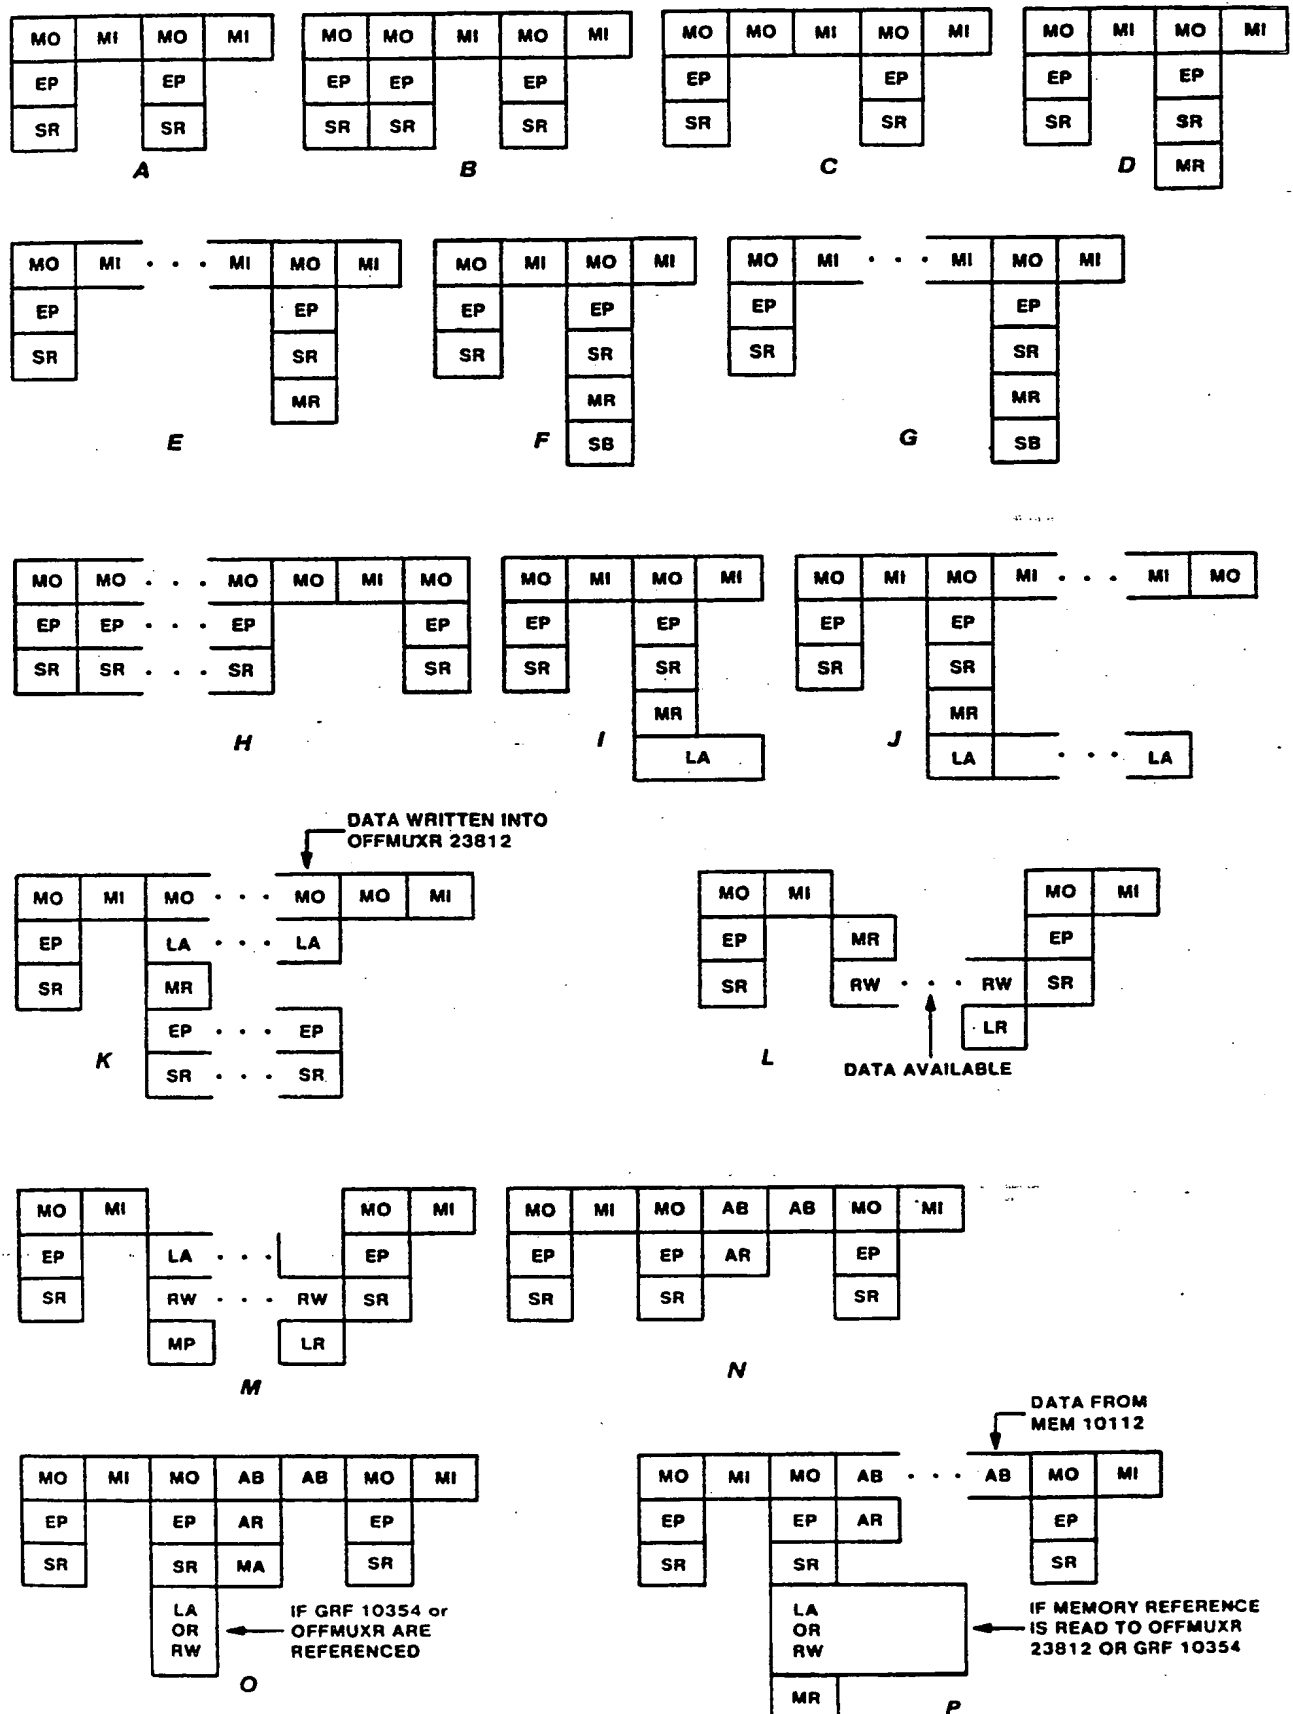 MO MI MO MI
EP EP
SR SR
A
MO MO MI MO MI
EP EP EP
SR SR SR
B
MO MO MI MO MI
EP EP
SR SR
C
MO MI MO MI
EP EP
SR SR
MR
D
MO MI . . . MI MO MI
EP EP
SR SR
MR
E
MO MI MO MI
EP EP
SR SR
MR
SB
F
MO MI . . . MI MO MI
EP EP
SR SR
MR
SB
G
MO MO . . . MO MO MI MO
EP EP . . . EP EP
SR SR . . . SR SR
H
MO MI MO MI
EP EP
SR SR
MR
LA
I
MO MI MO MI . . . MI MO
EP EP
SR SR
MR
LA . . . LA
J
DATA WRITTEN INTO
OFFMUXR 23812
MO MI MO . . . MO MO MI
EP LA . . . LA
SR MR
EP . . . EP
SR . . . SR
K
MO MI MO MI
EP MR EP
SR RW . . . RW SR
LR
DATA AVAILABLE
L
MO MI MO MI
EP LA . . . EP
SR RW . . . RW SR
MP LR
M
MO MI MO AB AB MO MI
EP EP AR EP
SR SR SR
N
MO MI MO AB AB MO MI
EP EP AR EP
SR SR MA SR
LA
OR
RW
IF GRF 10354 or
OFFMUXR ARE
REFERENCED
O
DATA FROM
MEM 10112
MO MI MO AB . . . AB MO MI
EP EP AR EP
SR SR SR
LA
OR
RW
IF MEMORY REFERENCE
IS READ TO OFFMUXR
23812 OR GRF 10354
MR
P